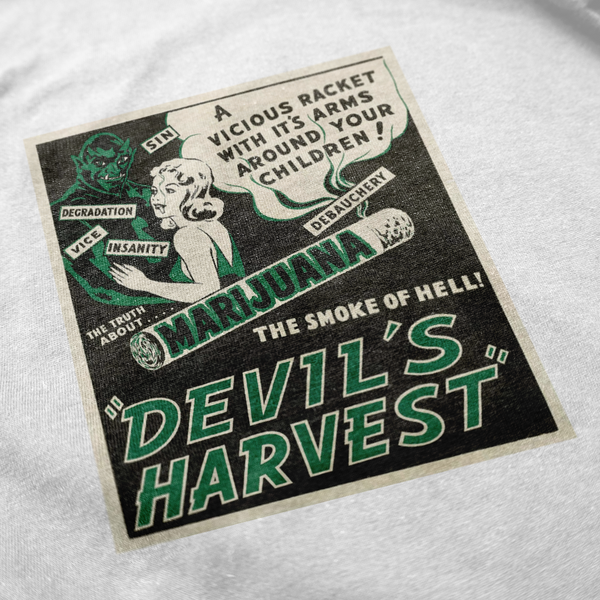 A
VICIOUS RACKET
WITH IT'S ARMS
AROUND YOUR
CHILDREN!
SIN
DEGRADATION
VICE
INSANITY
DEBAUCHERY
THE TRUTH
ABOUT.....
MARIJUANA
THE SMOKE OF HELL!
"DEVIL'S
HARVEST"